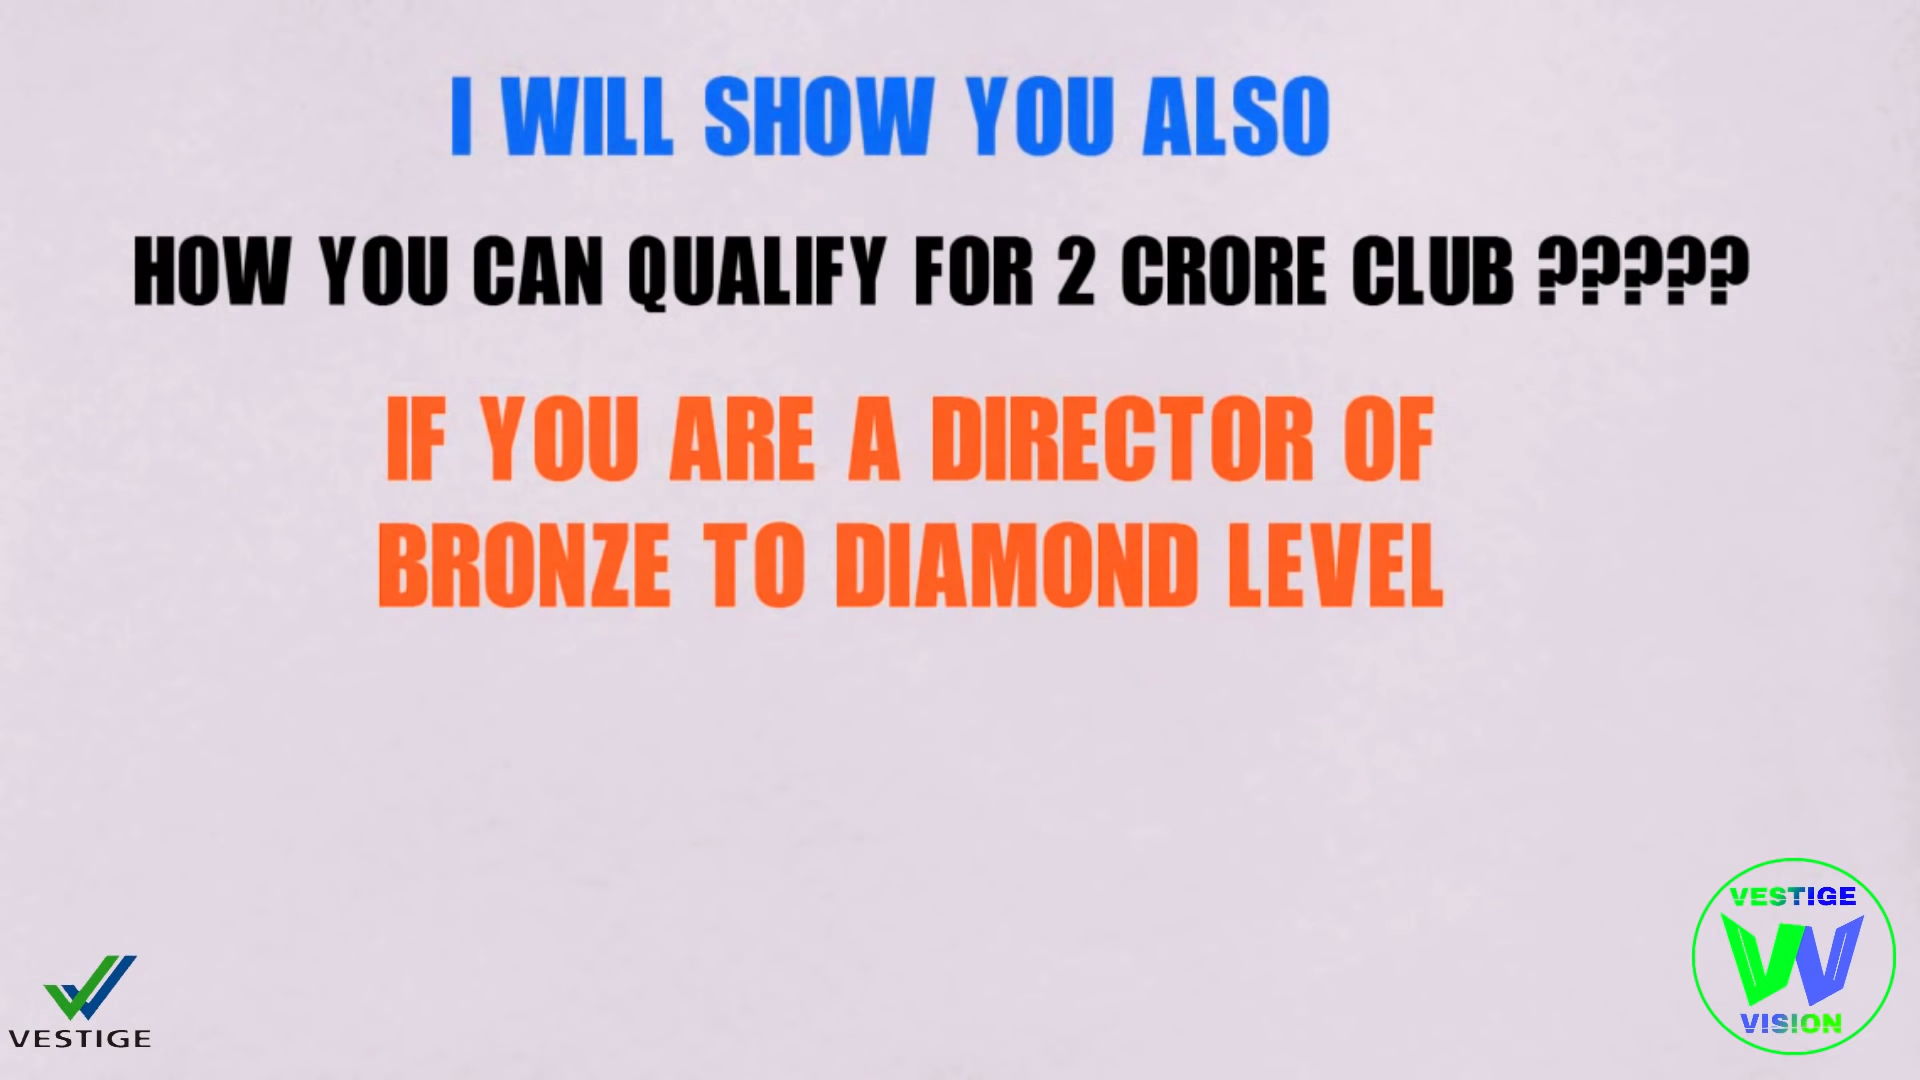 I WILL SHOW YOU ALSO
HOW YOU CAN QUALIFY FOR 2 CRORE CLUB ?????
IF YOU ARE A DIRECTOR OF
BRONZE TO DIAMOND LEVEL
VESTIGE
VESTIGE
VISION